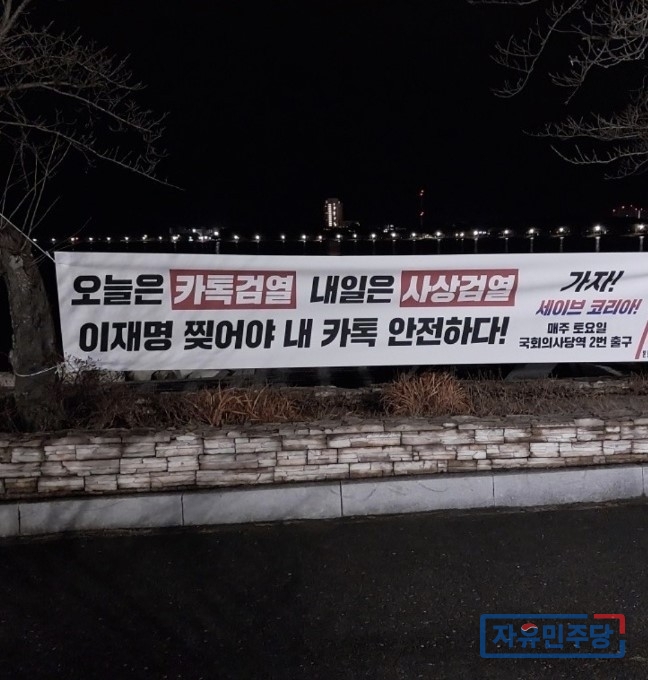 오늘은 카톡검열 내일은 사상검열
이재명 찢어야 내 카톡 안전하다!
가자!
세이브 코리아!
매주 토요일
국회의사당역 2번 출구
자유민주당